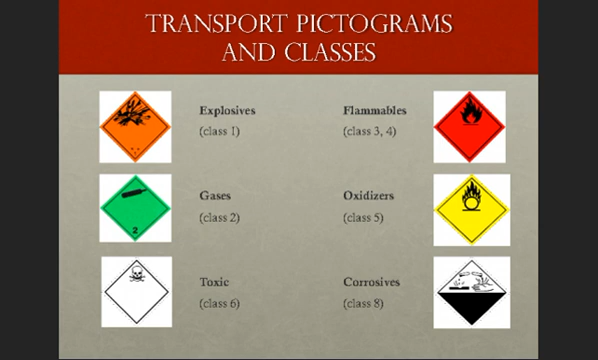 TRANSPORT PICTOGRAMS
AND CLASSES
Explosives
(class 1)
Flammables
(class 3, 4)
Gases
(class 2)
2
Oxidizers
(class 5)
Toxic
(class 6)
Corrosives
(class 8)